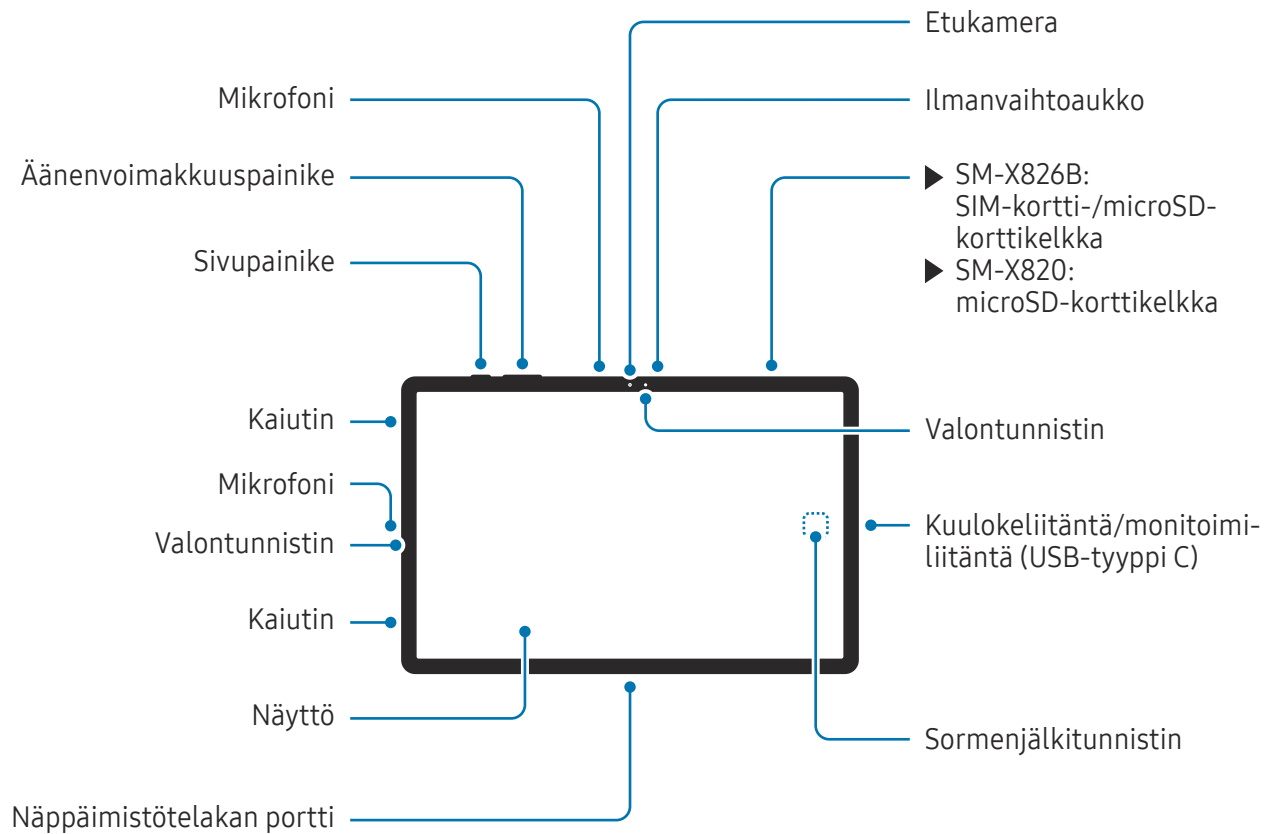 Etukamera
Mikrofoni
Ilmanvaihtoaukko
Äänenvoimakkuuspainike
SM-X826B:
SIM-kortti-/microSD-
korttikelkka
Sivupainike
SM-X820:
microSD-korttikelkka
Kaiutin
Valontunnistin
Mikrofoni
Valontunnistin
Kuulokeliitäntä/monitoimi-
liitäntä (USB-tyyppi C)
Kaiutin
Näyttö
Sormenjälkitunnistin
Näppäimistötelakan portti